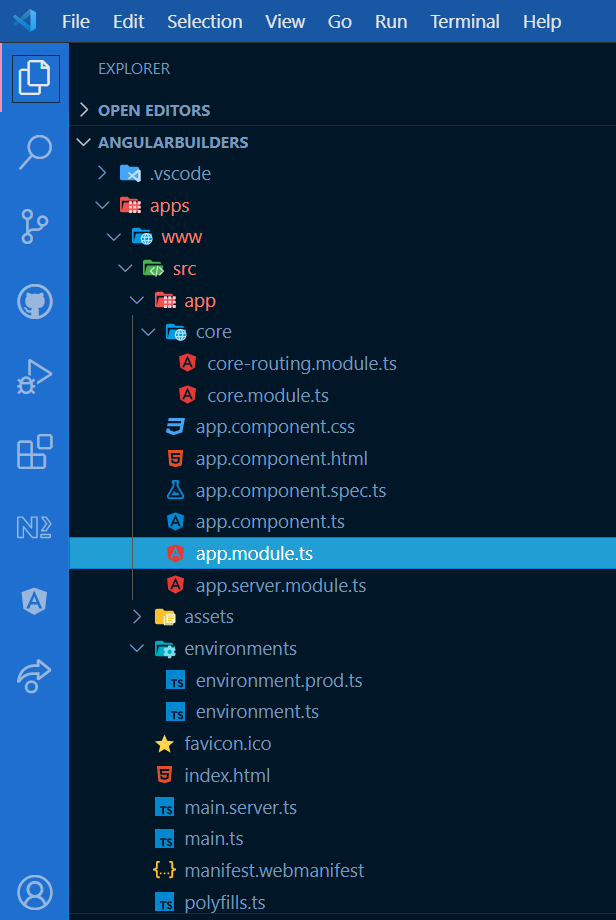 File Edit Selection View Go Run Terminal Help
EXPLORER
OPEN EDITORS
ANGULARBUILDERS
.vscode
apps
www
src
app
core
core-routing.module.ts
core.module.ts
app.component.css
app.component.html
app.component.spec.ts
app.component.ts
app.module.ts
app.server.module.ts
assets
environments
TS environment.prod.ts
TS environment.ts
favicon.ico
index.html
TS main.server.ts
TS main.ts
{...} manifest.webmanifest
TS polyfills.ts